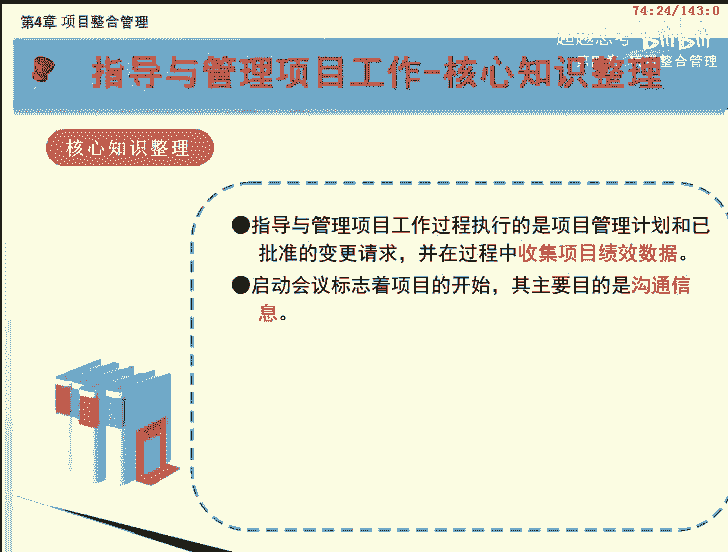 74:24/143:0
第4章 项目整合管理
bilibili
指导与管理项目工作-核心知识整理
整合管理
核心知识整理
●指导与管理项目工作过程执行的是项目管理计划和已
批准的变更请求，并在过程中收集项目绩效数据。
●启动会议标志着项目的开始，其主要目的是沟通信
息。